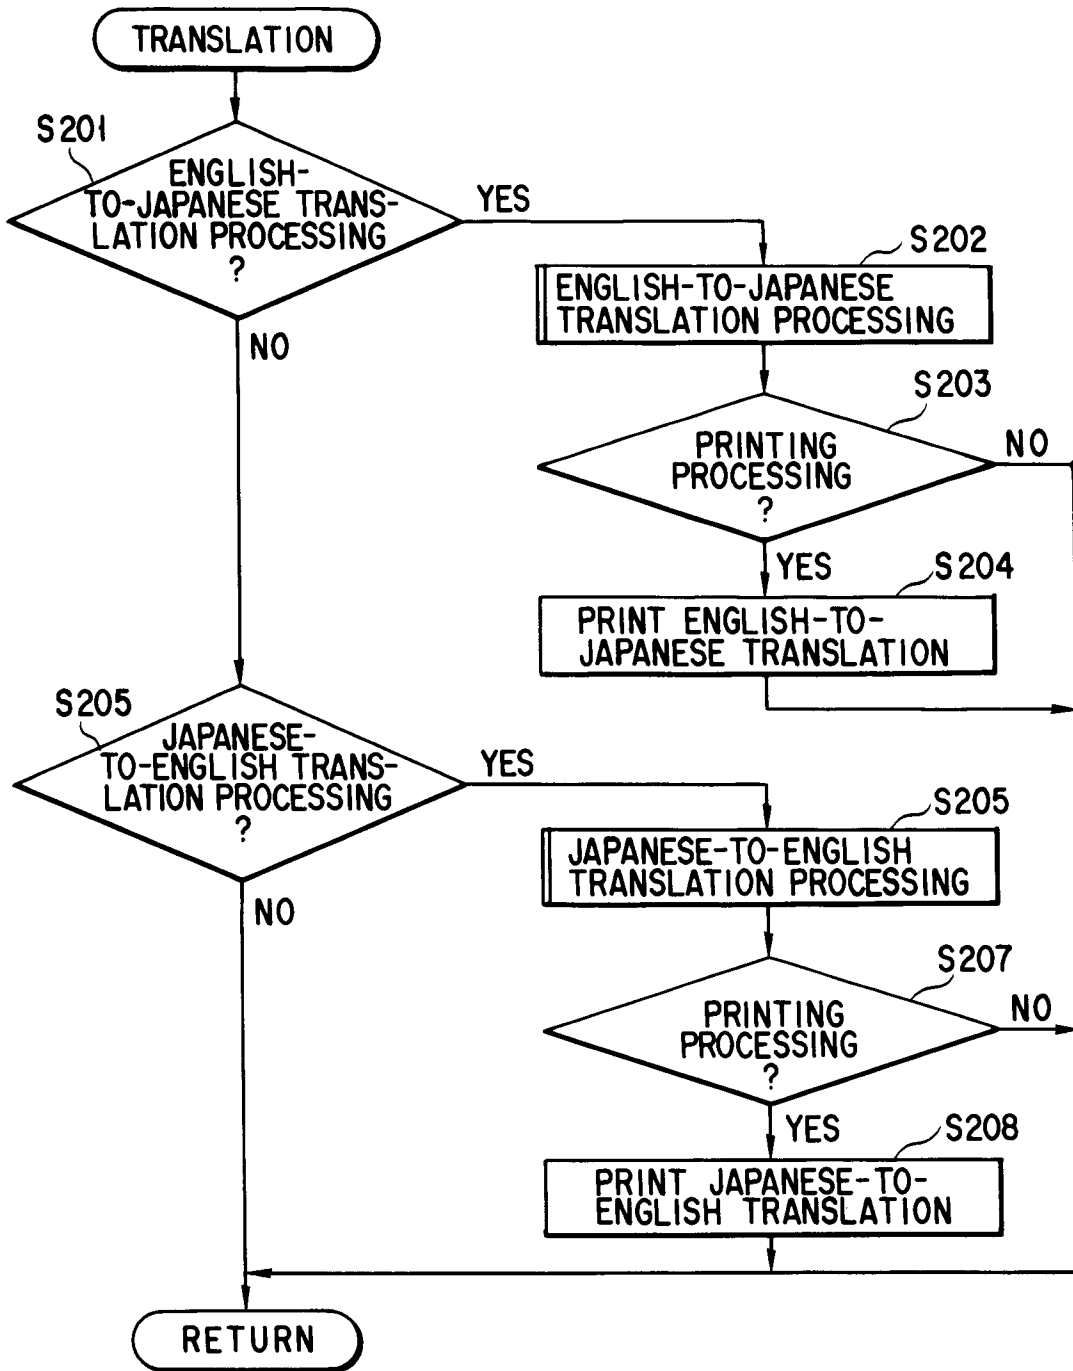 TRANSLATION
S201
ENGLISH-
TO-JAPANESE TRANS-
LATION PROCESSING
?
YES
NO
S202
ENGLISH-TO-JAPANESE
TRANSLATION PROCESSING
S203
PRINTING
PROCESSING
?
NO
YES
S204
PRINT ENGLISH-TO-
JAPANESE TRANSLATION
S205
JAPANESE-
TO-ENGLISH TRANS-
LATION PROCESSING
?
YES
NO
S205
JAPANESE-TO-ENGLISH
TRANSLATION PROCESSING
S207
PRINTING
PROCESSING
?
NO
YES
S208
PRINT JAPANESE-TO-
ENGLISH TRANSLATION
RETURN